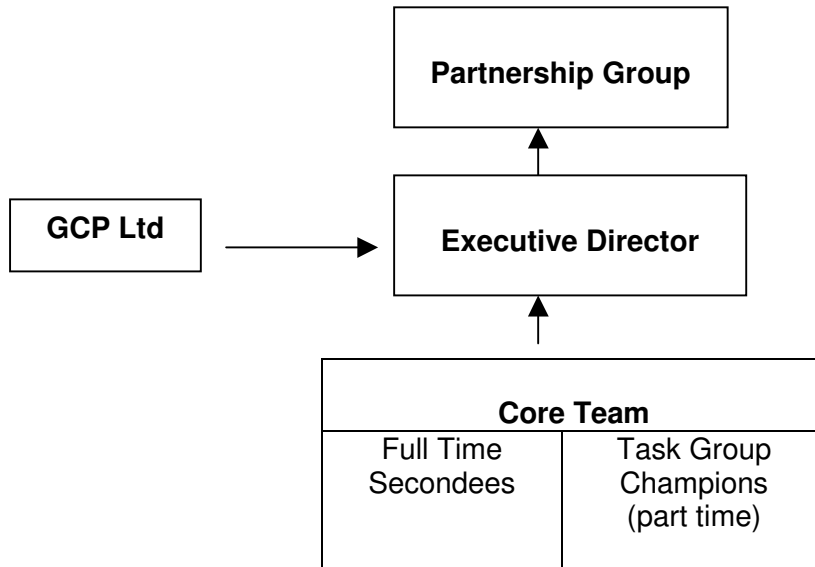 Partnership Group
GCP Ltd
Executive Director
Core Team
Full Time
Secondees
Task Group
Champions
(part time)